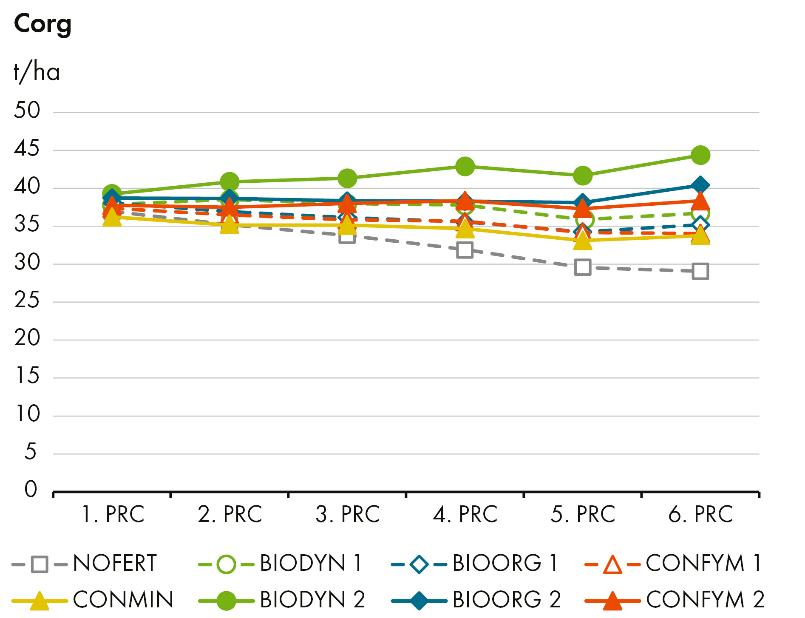 Corg
t/ha
50
45
40
35
30
25
20
15
10
5
0
1. PRC 2. PRC 3. PRC 4. PRC 5. PRC 6. PRC
NOFERT BIODYN 1 BIOORG 1 CONFYM 1
CONMIN BIODYN 2 BIOORG 2 CONFYM 2